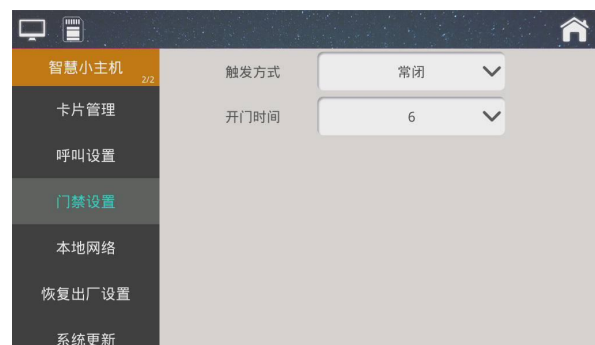 智慧小主机 2/2
触发方式 常闭
卡片管理
开门时间 6
呼叫设置
门禁设置
本地网络
恢复出厂设置
系统更新